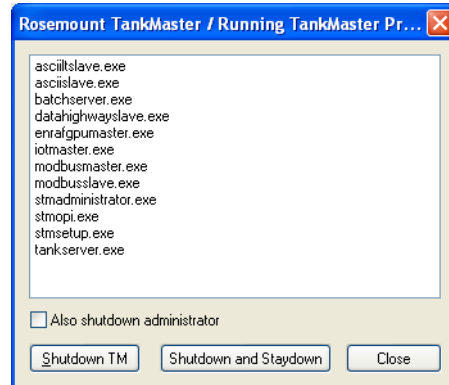 Rosemount TankMaster / Running TankMaster Pr...
asciiltslave.exe
asciislave.exe
batchserver.exe
datahighwayslave.exe
enrafgpumaster.exe
iotmaster.exe
modbusmaster.exe
modbusslave.exe
stmadministrator.exe
stmopi.exe
stmsetup.exe
tankserver.exe
Also shutdown administrator
Shutdown TM Shutdown and Staydown Close